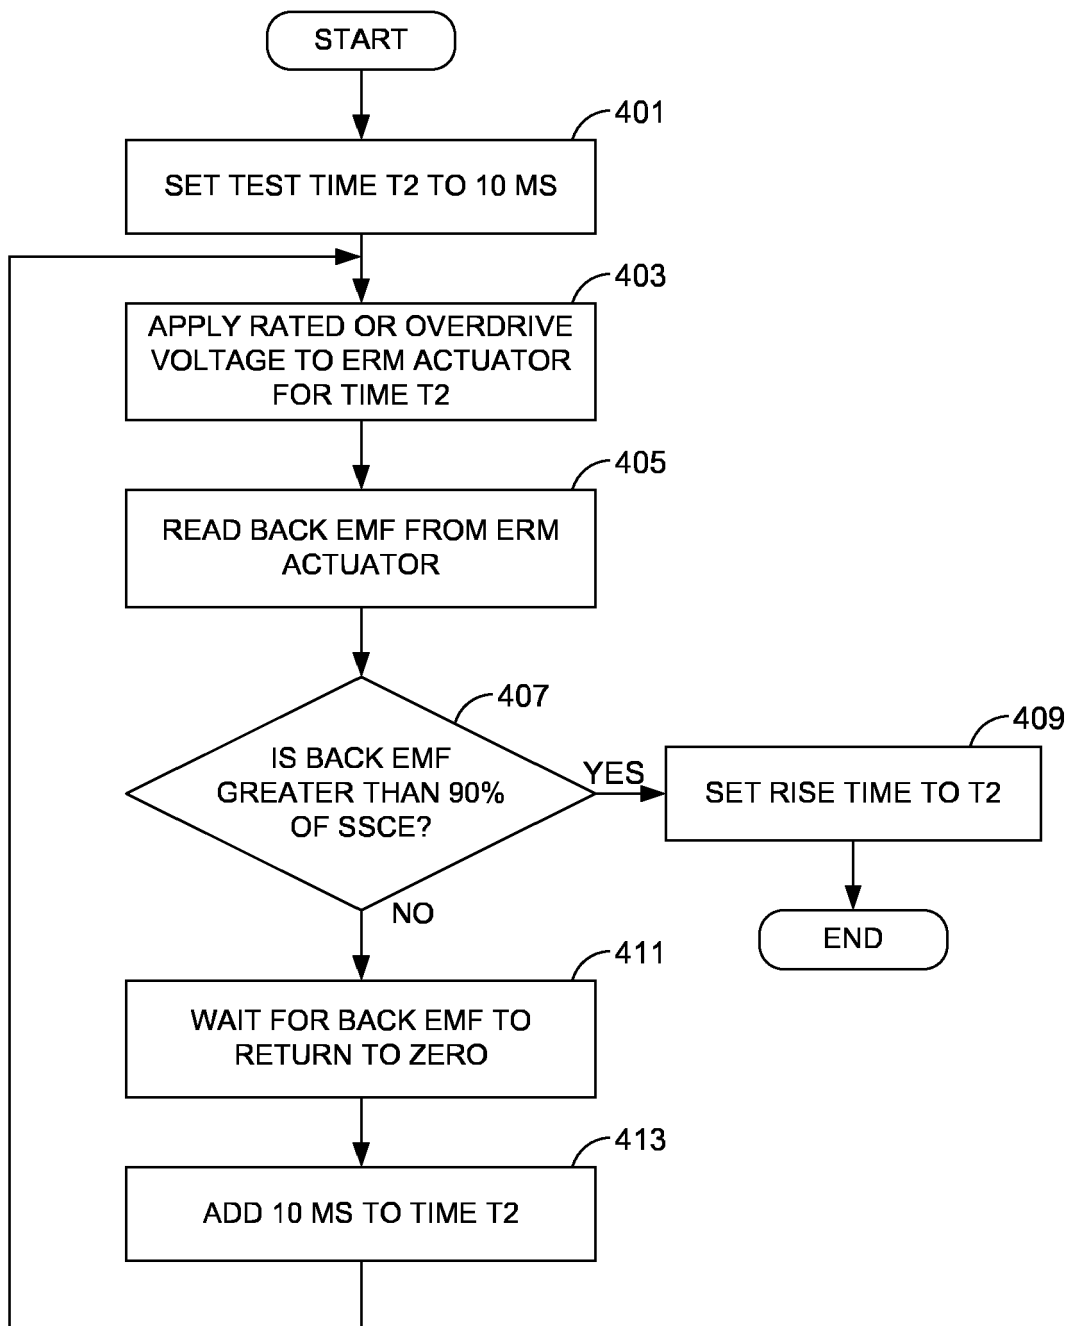 START
401
SET TEST TIME T2 TO 10 MS
403
APPLY RATED OR OVERDRIVE
VOLTAGE TO ERM ACTUATOR
FOR TIME T2
405
READ BACK EMF FROM ERM
ACTUATOR
407
IS BACK EMF
GREATER THAN 90%
OF SSCE?
YES
409
SET RISE TIME TO T2
END
NO
411
WAIT FOR BACK EMF TO
RETURN TO ZERO
413
ADD 10 MS TO TIME T2